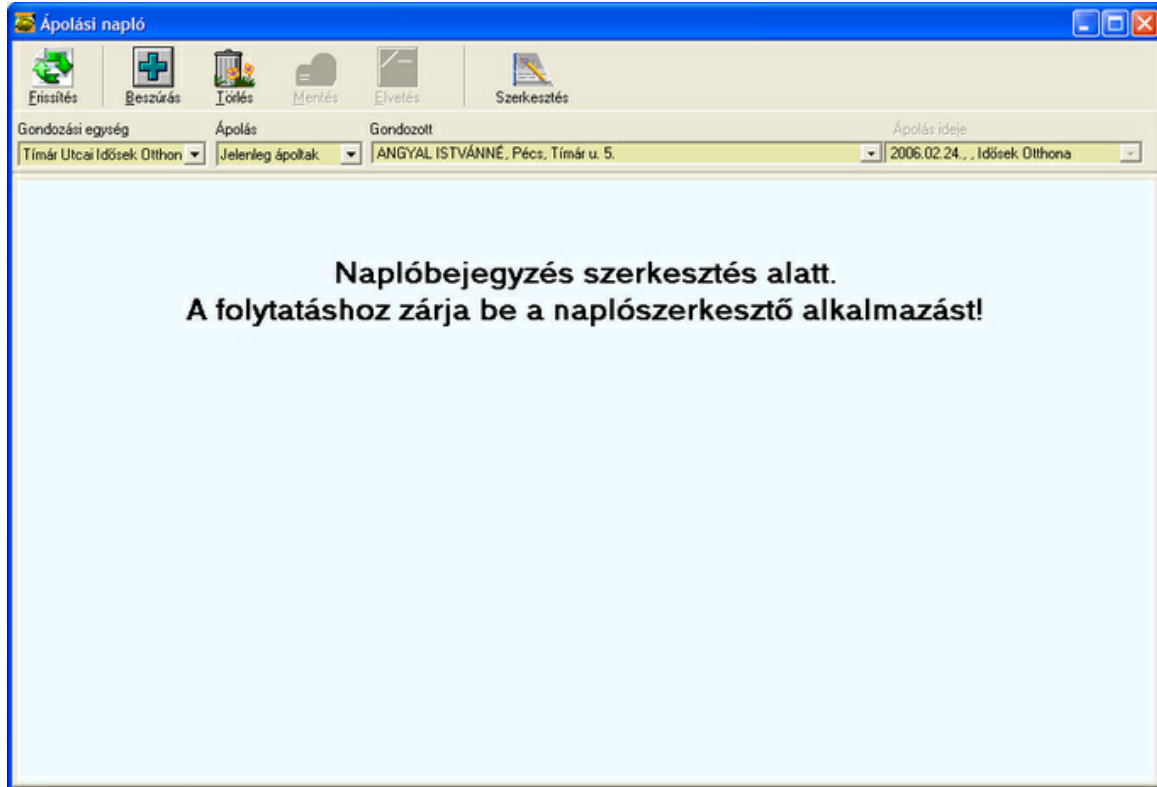 Ápolási napló
Frissítés Beszúrás Törlés Mentés Elvetés Szerkesztés
Gondozási egység Ápolás Gondozott Ápolás ideje
Tímár Utcai Idősek Otthon Jelenleg ápoltak ANGYAL ISTVÁNNÉ, Pécs, Tímár u. 5. 2006.02.24., , Idősek Otthona
Naplóbejegyzés szerkesztés alatt.
A folytatáshoz zárja be a naplószerkesztő alkalmazást!